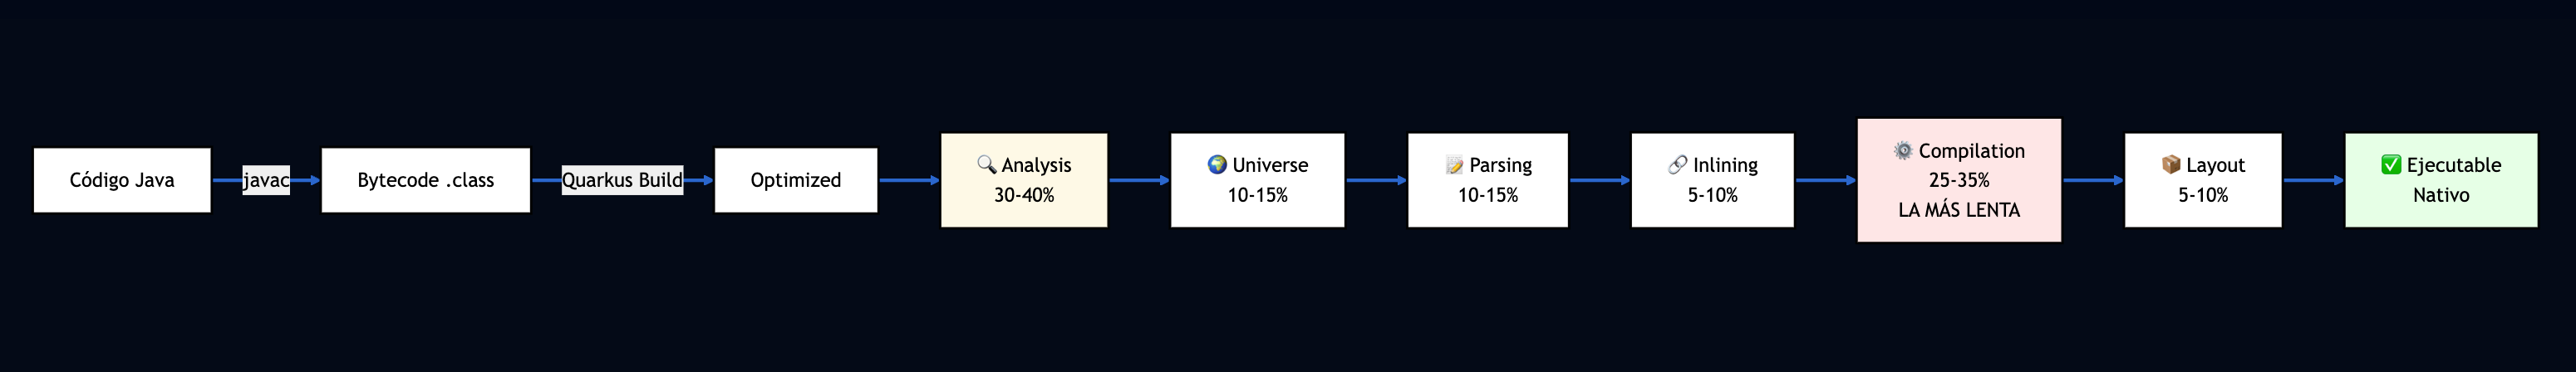 Código Java
javac
Bytecode .class
Quarkus Build
Optimized
🔍 Analysis
30-40%
🌍 Universe
10-15%
📝 Parsing
10-15%
🔗 Inlining
5-10%
⚙️ Compilation
25-35%
LA MÁS LENTA
📦 Layout
5-10%
✅ Ejecutable
Nativo